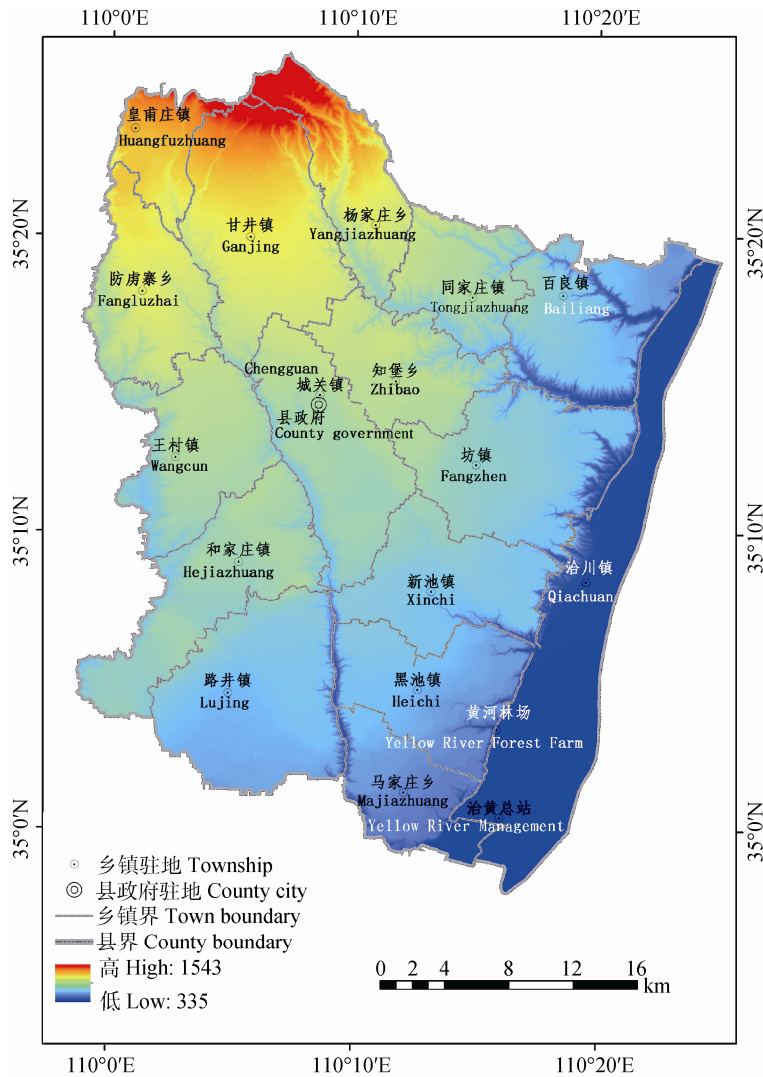 110°0′E 110°10′E 110°20′E
35°20′N
35°20′N
35°10′N
35°10′N
35°0′N
35°0′N
皇甫庄镇
Huangfuzhuang
甘井镇
Ganjing
杨家庄乡
Yangjiazhuang
防虏寨乡
Fangluzhai
同家庄镇
Tongjiazhuang
百良镇
Bailiang
Chengguan
城关镇
县政府
County government
知堡乡
Zhibao
王村镇
Wangcun
坊镇
Fangzhen
和家庄镇
Hejiazhuang
新池镇
Xinchi
洽川镇
Qiachuan
路井镇
Lujing
黑池镇
Heichi
黄河林场
Yellow River Forest Farm
马家庄乡
Majiazhuang
治黄总站
Yellow River Management
乡镇驻地 Township
县政府驻地 County city
乡镇界 Town boundary
县界 County boundary
高 High: 1543
低 Low: 335
0 2 4 8 12 16
km
110°0′E 110°10′E 110°20′E